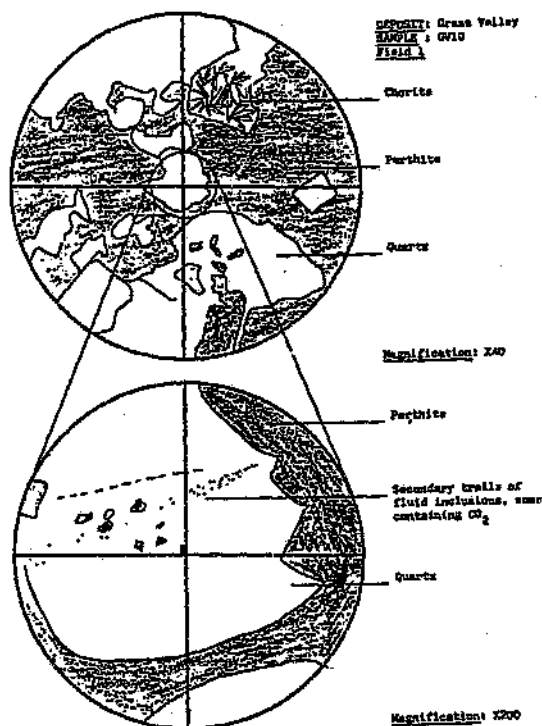 DEPOSIT: Grass Valley
SAMPLE : GV10
Field 1
Chorite
Perthite
Quartz
Magnification: X40
Perthite
Secondary trails of
fluid inclusions, some
containing CO2
Quartz
Magnification: X200